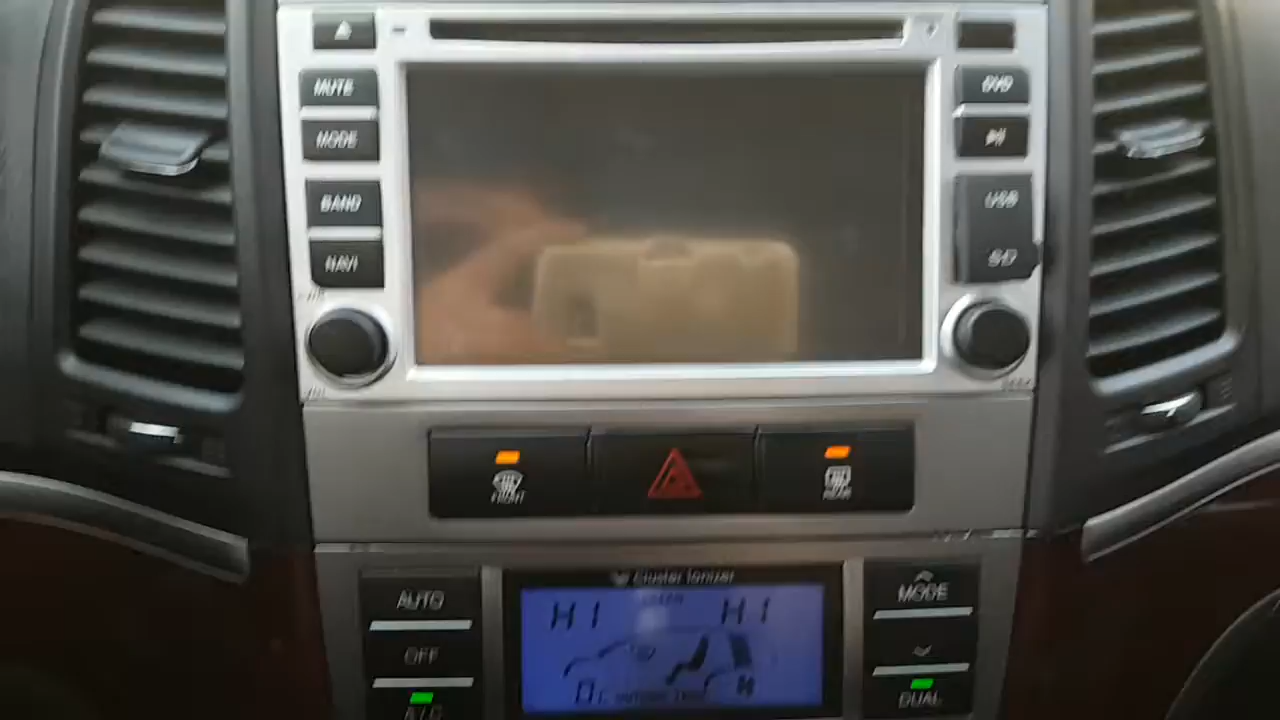 MUTE
DVD
MODE
BAND
USB
NAVI
SD
FRONT
REAR
Cluster Ionizer
AUTO
HI
HI
MODE
OFF
A/C
DUAL